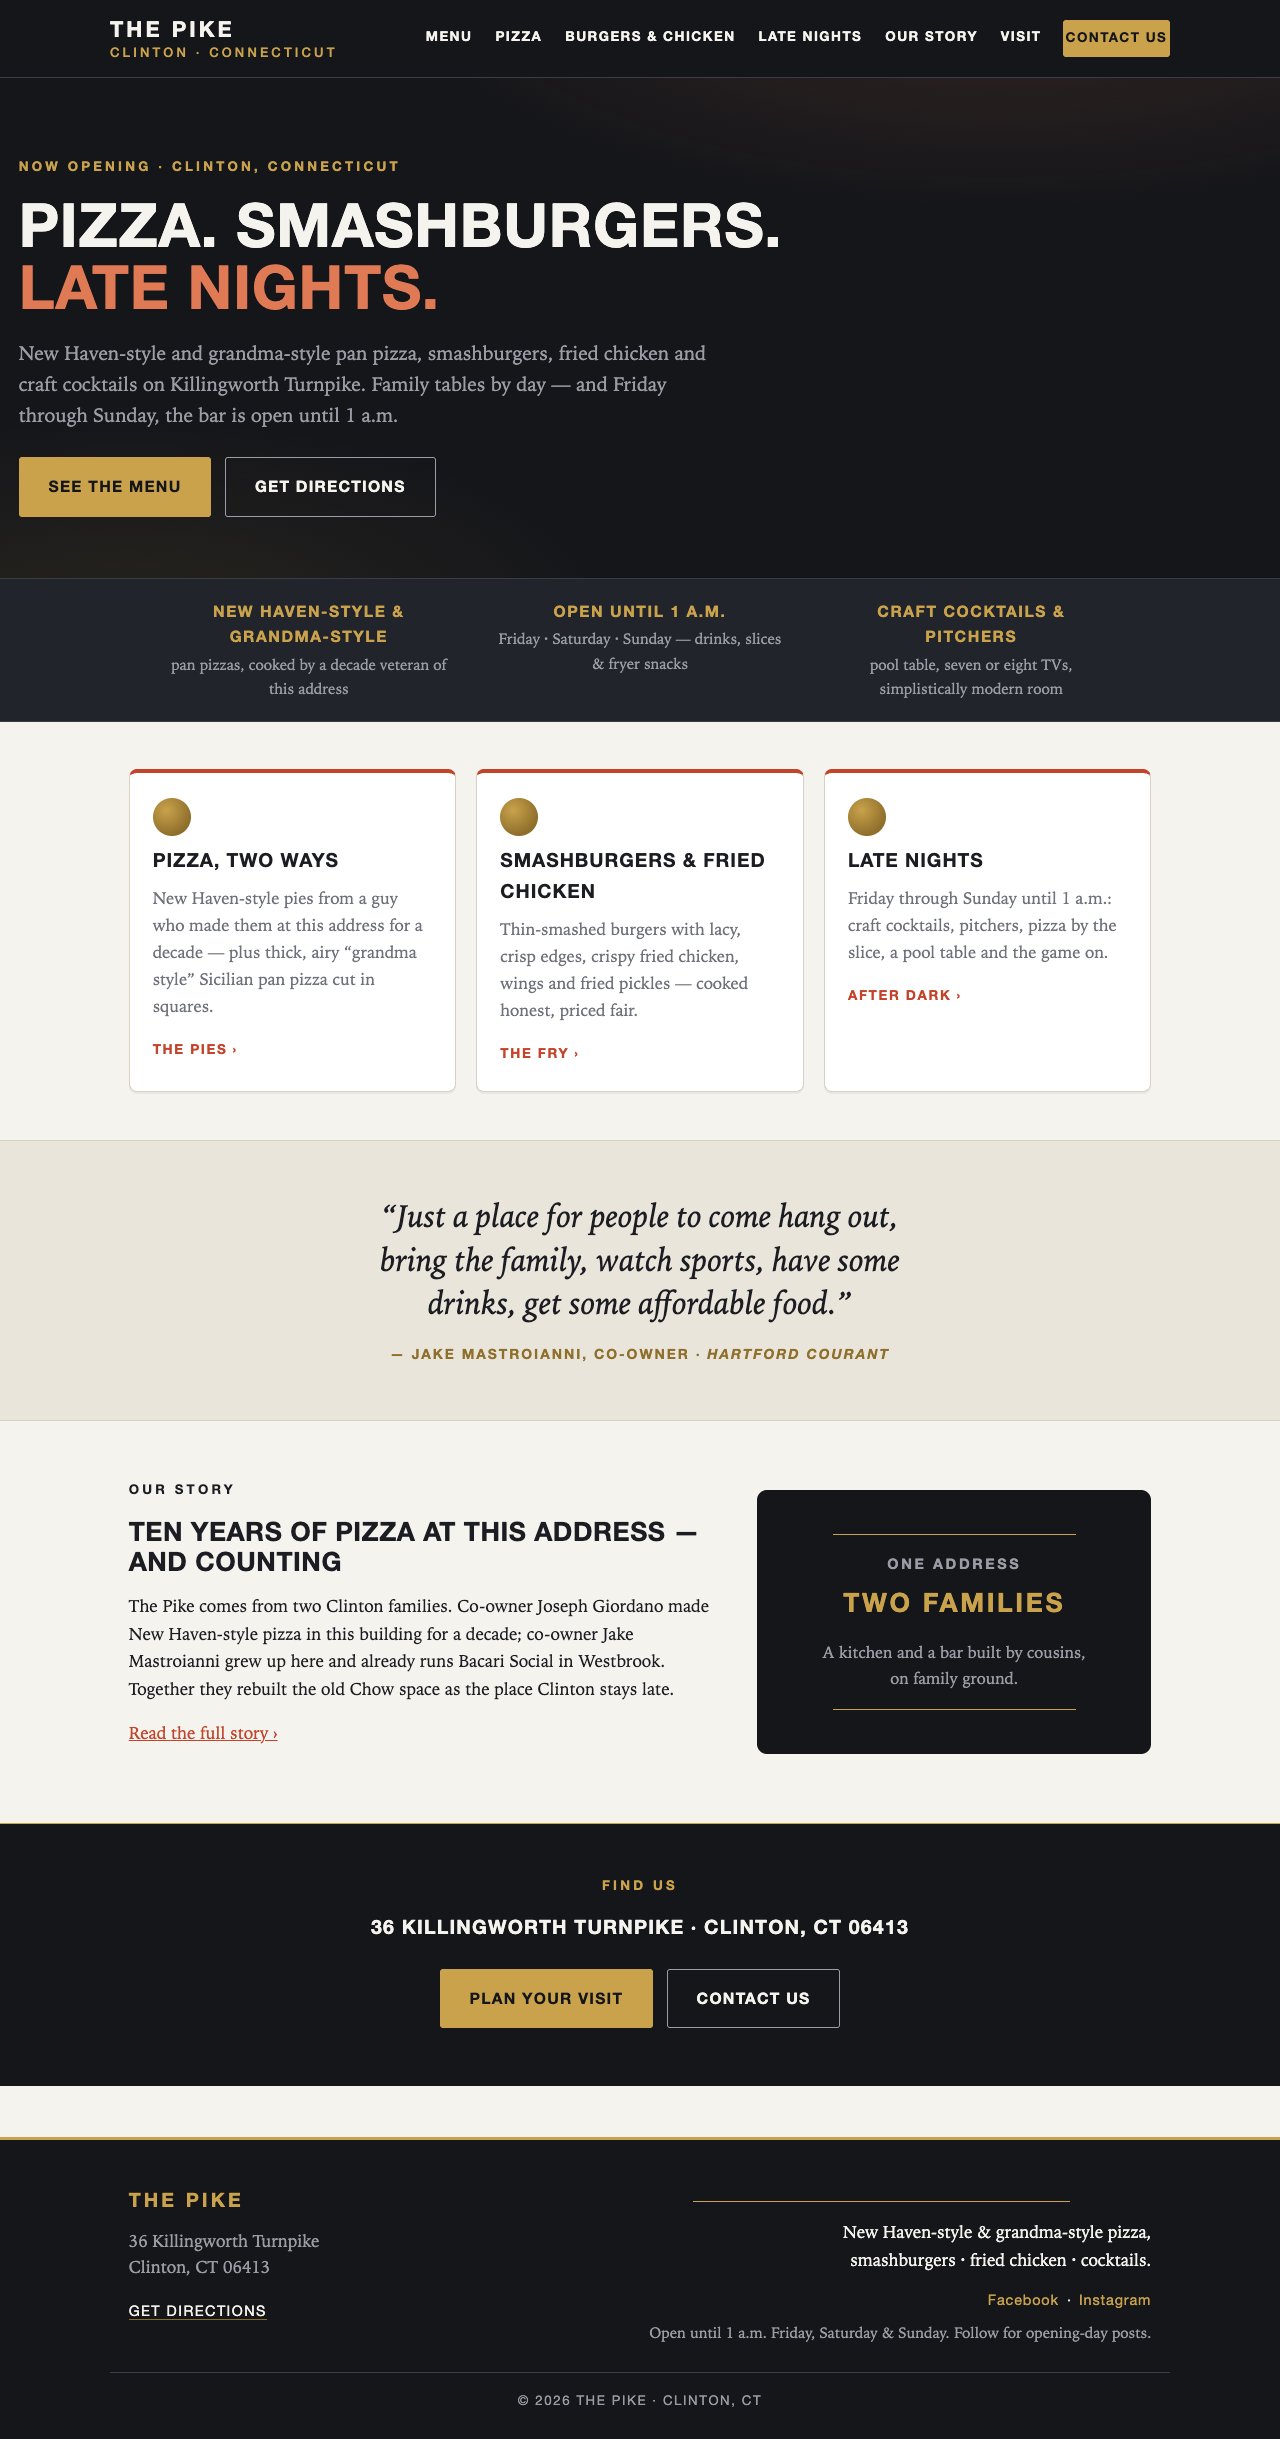 THE PIKE
CLINTON · CONNECTICUT
MENU PIZZA BURGERS & CHICKEN LATE NIGHTS OUR STORY VISIT CONTACT US
NOW OPENING · CLINTON, CONNECTICUT
PIZZA. SMASHBURGERS.
LATE NIGHTS.
New Haven-style and grandma-style pan pizza, smashburgers, fried chicken and
craft cocktails on Killingworth Turnpike. Family tables by day — and Friday
through Sunday, the bar is open until 1 a.m.
SEE THE MENU GET DIRECTIONS
NEW HAVEN-STYLE &
GRANDMA-STYLE
pan pizzas, cooked by a decade veteran of
this address
OPEN UNTIL 1 A.M.
Friday · Saturday · Sunday — drinks, slices
& fryer snacks
CRAFT COCKTAILS &
PITCHERS
pool table, seven or eight TVs,
simplistically modern room
PIZZA, TWO WAYS
New Haven-style pies from a guy
who made them at this address for a
decade — plus thick, airy “grandma
style” Sicilian pan pizza cut in
squares.
THE PIES ›
SMASHBURGERS & FRIED
CHICKEN
Thin-smashed burgers with lacy,
crisp edges, crispy fried chicken,
wings and fried pickles — cooked
honest, priced fair.
THE FRY ›
LATE NIGHTS
Friday through Sunday until 1 a.m.:
craft cocktails, pitchers, pizza by the
slice, a pool table and the game on.
AFTER DARK ›
“Just a place for people to come hang out,
bring the family, watch sports, have some
drinks, get some affordable food.”
— JAKE MASTROIANNI, CO-OWNER · HARTFORD COURANT
OUR STORY
TEN YEARS OF PIZZA AT THIS ADDRESS —
AND COUNTING
The Pike comes from two Clinton families. Co-owner Joseph Giordano made
New Haven-style pizza in this building for a decade; co-owner Jake
Mastroianni grew up here and already runs Bacari Social in Westbrook.
Together they rebuilt the old Chow space as the place Clinton stays late.
Read the full story ›
ONE ADDRESS
TWO FAMILIES
A kitchen and a bar built by cousins,
on family ground.
FIND US
36 KILLINGWORTH TURNPIKE · CLINTON, CT 06413
PLAN YOUR VISIT CONTACT US
THE PIKE
36 Killingworth Turnpike
Clinton, CT 06413
GET DIRECTIONS
New Haven-style & grandma-style pizza,
smashburgers · fried chicken · cocktails.
Facebook · Instagram
Open until 1 a.m. Friday, Saturday & Sunday. Follow for opening-day posts.
© 2026 THE PIKE · CLINTON, CT